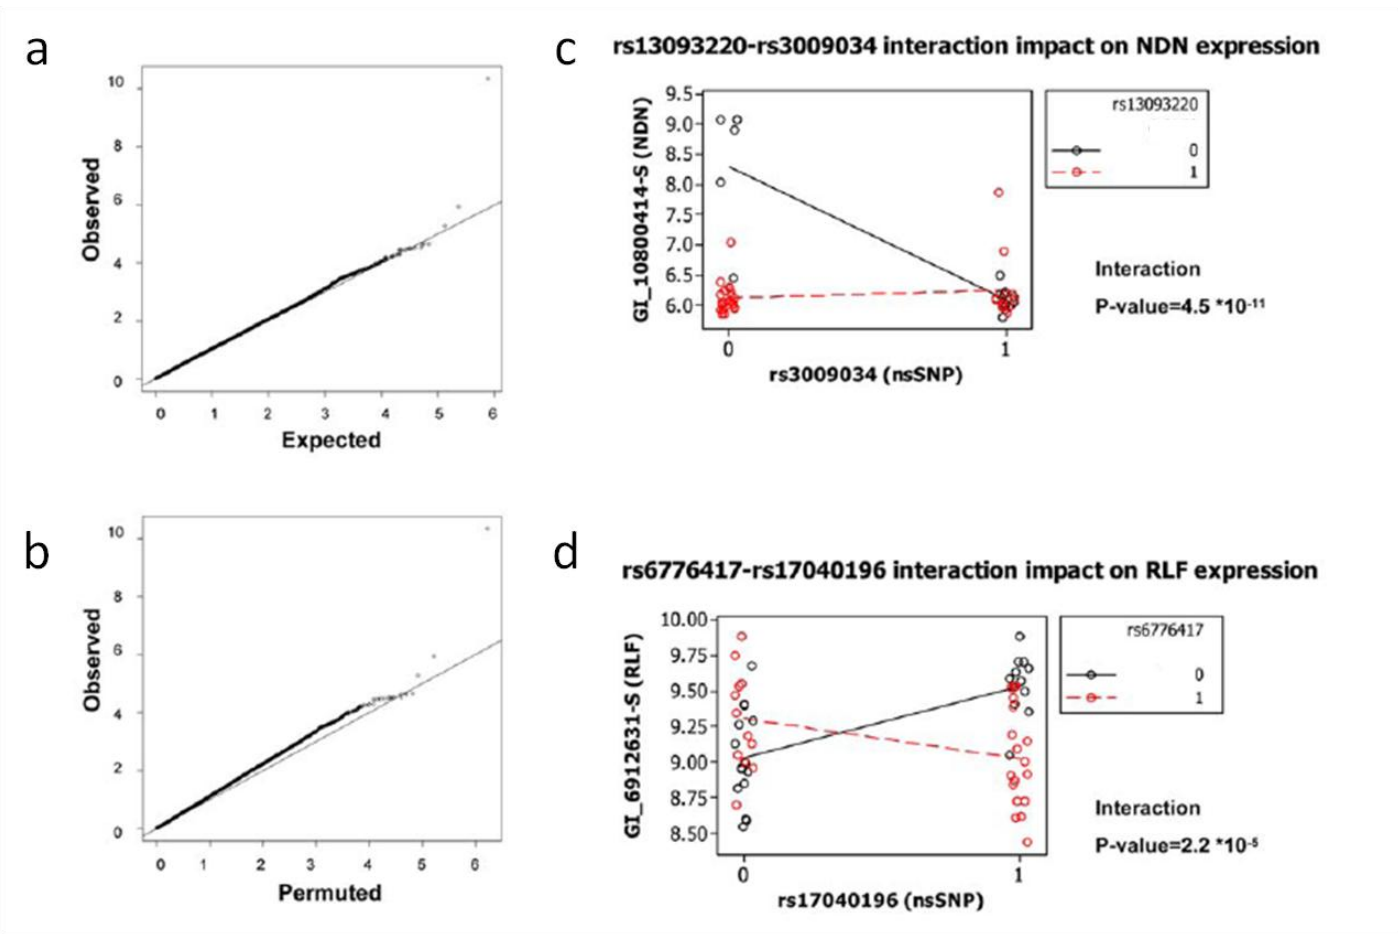 a
10
8
6
4
2
0
Observed
0 1 2 3 4 5 6
Expected
b
10
8
6
4
2
0
Observed
0 1 2 3 4 5 6
Permuted
c
rs13093220-rs3009034 interaction impact on NDN expression
9.5
9.0
8.5
8.0
7.5
7.0
6.5
6.0
GI_10800414-S (NDN)
0 1
rs3009034 (nsSNP)
rs13093220
0
1
Interaction
P-value=4.5 *10-11
d
rs6776417-rs17040196 interaction impact on RLF expression
10.00
9.75
9.50
9.25
9.00
8.75
8.50
GI_6912631-S (RLF)
0 1
rs17040196 (nsSNP)
rs6776417
0
1
Interaction
P-value=2.2 *10-5